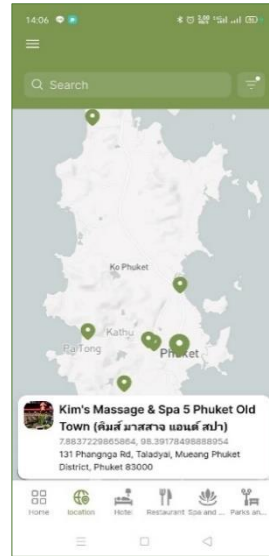 14:06
Search
Ko Phuket
Kathu
Pa Tong
Phuket
Kim's Massage & Spa 5 Phuket Old
Town (คิมส์ มาสสาจ แอนด์ สปา)
7.8837229865864, 98.39178498888954
131 Phangnga Rd, Taladyai, Mueang Phuket
District, Phuket 83000
Home location Hotel Restaurant Spa and ... Parks an...